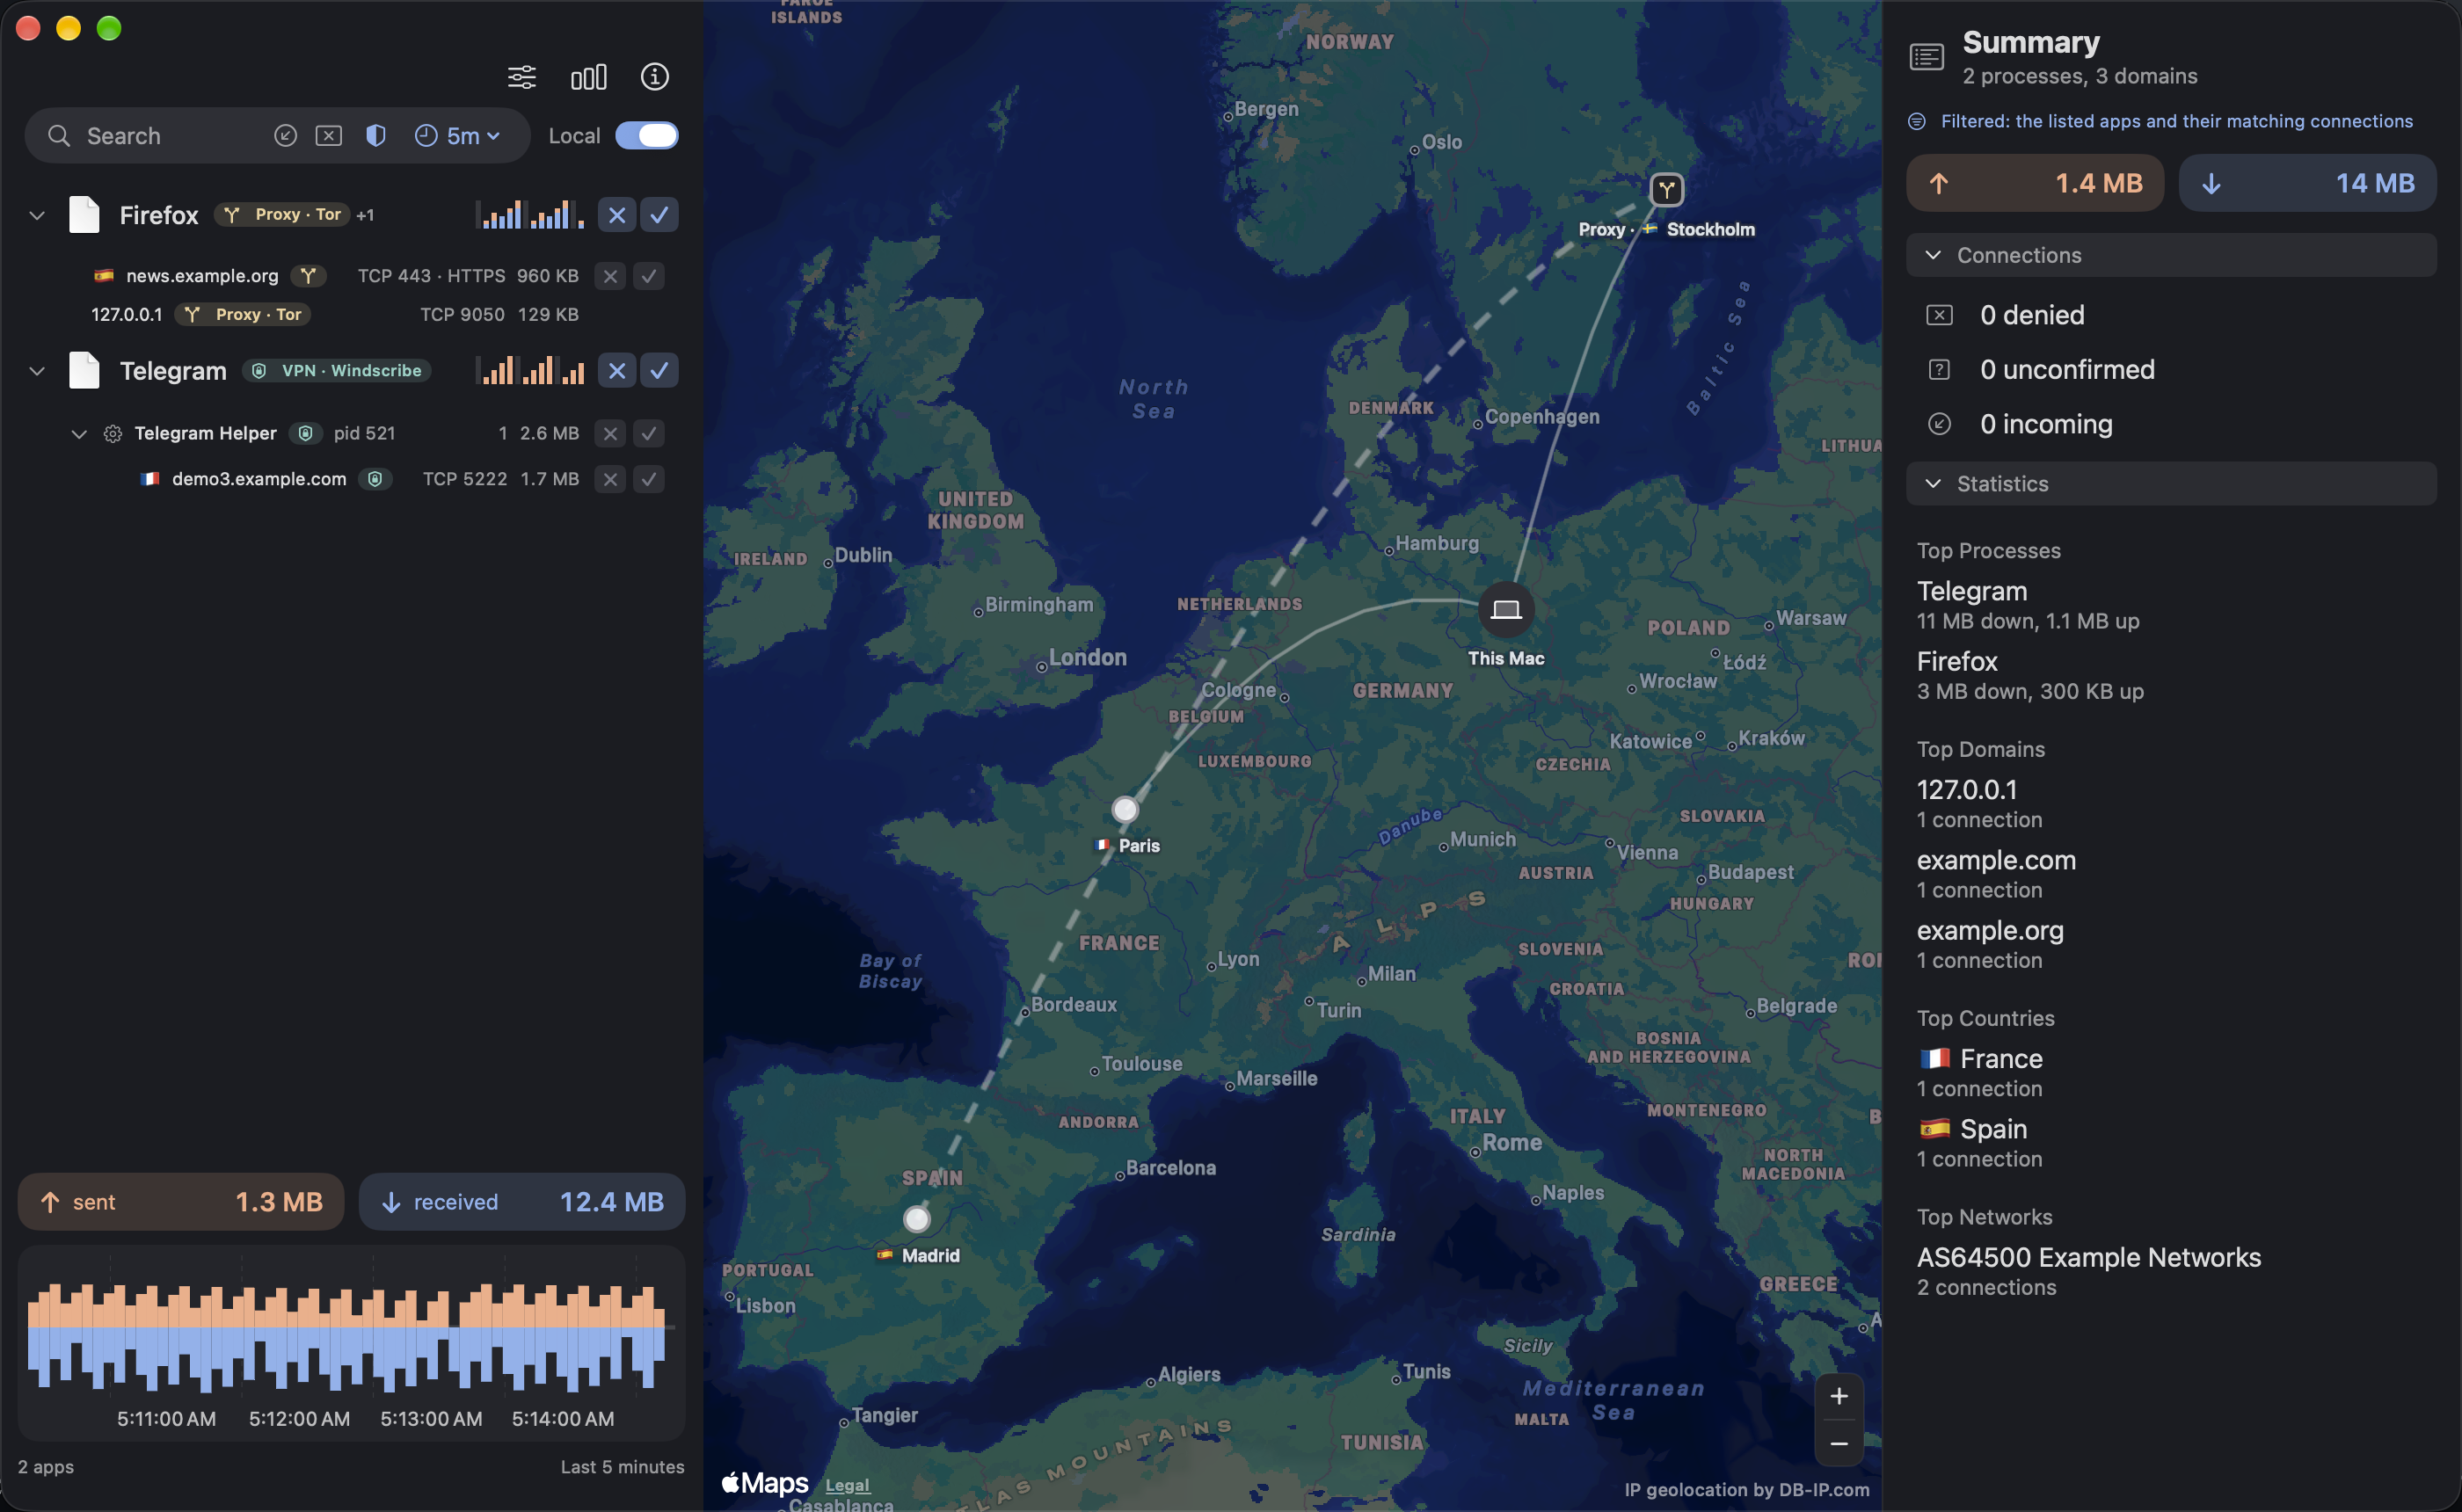 Search
5m
Local
Firefox
Proxy · Tor
+1
news.example.org
TCP 443 · HTTPS 960 KB
127.0.0.1
Proxy · Tor
TCP 9050 129 KB
Telegram
VPN · Windscribe
Telegram Helper
pid 521
1 2.6 MB
demo3.example.com
TCP 5222 1.7 MB
sent
1.3 MB
received
12.4 MB
5:11:00 AM
5:12:00 AM
5:13:00 AM
5:14:00 AM
2 apps
Last 5 minutes
ISLANDS
NORWAY
Bergen
Oslo
Proxy · Stockholm
North
Sea
Baltic Sea
DENMARK
Copenhagen
LITHUA
UNITED
KINGDOM
IRELAND
Dublin
Hamburg
Birmingham
NETHERLANDS
This Mac
POLAND
Warsaw
London
Łódź
Cologne
GERMANY
Wrocław
BELGIUM
Katowice
Kraków
LUXEMBOURG
CZECHIA
Paris
Danube
Munich
SLOVAKIA
Vienna
AUSTRIA
Budapest
HUNGARY
ALPS
FRANCE
Lyon
SLOVENIA
Bay of
Biscay
Milan
ROM
CROATIA
Bordeaux
Turin
Belgrade
BOSNIA
AND HERZEGOVINA
Toulouse
Marseille
ANDORRA
ITALY
MONTENEGRO
B
Rome
Barcelona
NORTH
MACEDONIA
SPAIN
Naples
Sardinia
Madrid
PORTUGAL
Lisbon
GREECE
A
Sicily
Algiers
Tunis
Mediterranean
Sea
MALTA
Tangier
ATLAS MOUNTAINS
TUNISIA
Maps
Legal
Casablanca
IP geolocation by DB-IP.com
Summary
2 processes, 3 domains
Filtered: the listed apps and their matching connections
1.4 MB
14 MB
Connections
0 denied
0 unconfirmed
0 incoming
Statistics
Top Processes
Telegram
11 MB down, 1.1 MB up
Firefox
3 MB down, 300 KB up
Top Domains
127.0.0.1
1 connection
example.com
1 connection
example.org
1 connection
Top Countries
France
1 connection
Spain
1 connection
Top Networks
AS64500 Example Networks
2 connections